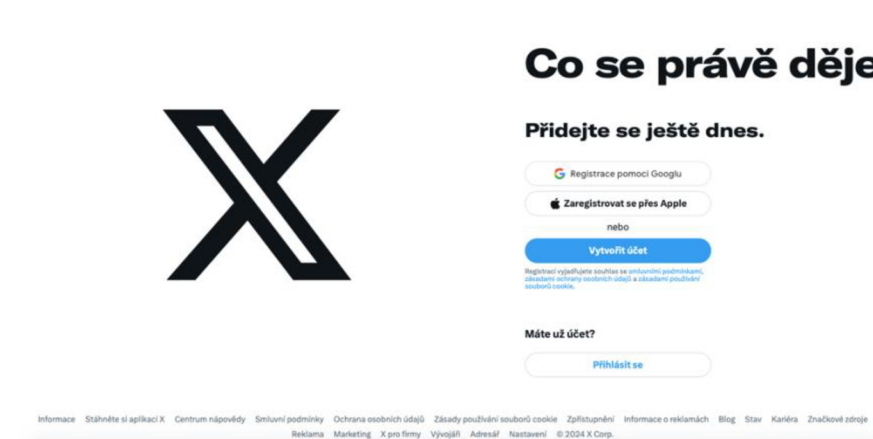 Co se právě děje
Přidejte se ještě dnes.
Registrace pomocí Googlu
Zaregistrovat se přes Apple
nebo
Vytvořit účet
Registrací vyjadřujete souhlas se smluvními podmínkami,
zásadami ochrany osobních údajů a zásadami používání
souborů cookie.
Máte už účet?
Přihlásit se
Informace Stáhněte si aplikaci X Centrum nápovědy Smluvní podmínky Ochrana osobních údajů Zásady používání souborů cookie Zpřístupnění Informace o reklamách Blog Stav Kariéra Značkové zdroje
Reklama Marketing X pro firmy Vývojáři Adresář Nastavení © 2024 X Corp.